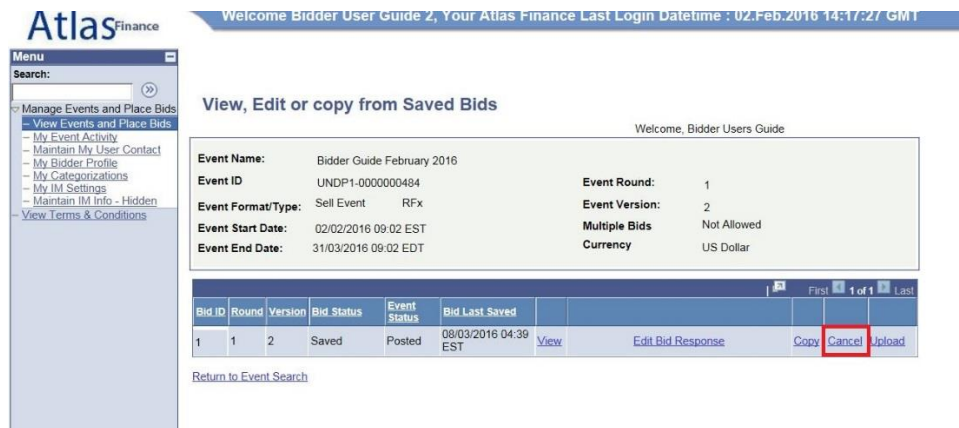 Atlas Finance
Welcome Bidder User Guide 2, Your Atlas Finance Last Login Datetime : 02.Feb.2016 14:17:27 GMT
Menu
Search:
Manage Events and Place Bids
– View Events and Place Bids
– My Event Activity
– Maintain My User Contact
– My Bidder Profile
– My Categorizations
– My IM Settings
– Maintain IM Info - Hidden
– View Terms & Conditions
View, Edit or copy from Saved Bids
Welcome, Bidder Users Guide
Event Name: Bidder Guide February 2016
Event ID UNDP1-0000000484 Event Round: 1
Event Format/Type: Sell Event RFx Event Version: 2
Event Start Date: 02/02/2016 09:02 EST Multiple Bids Not Allowed
Event End Date: 31/03/2016 09:02 EDT Currency US Dollar
First 1 of 1 Last
Bid ID Round Version Bid Status Event Status Bid Last Saved
1 1 2 Saved Posted 08/03/2016 04:39 EST View Edit Bid Response Copy Cancel Upload
Return to Event Search